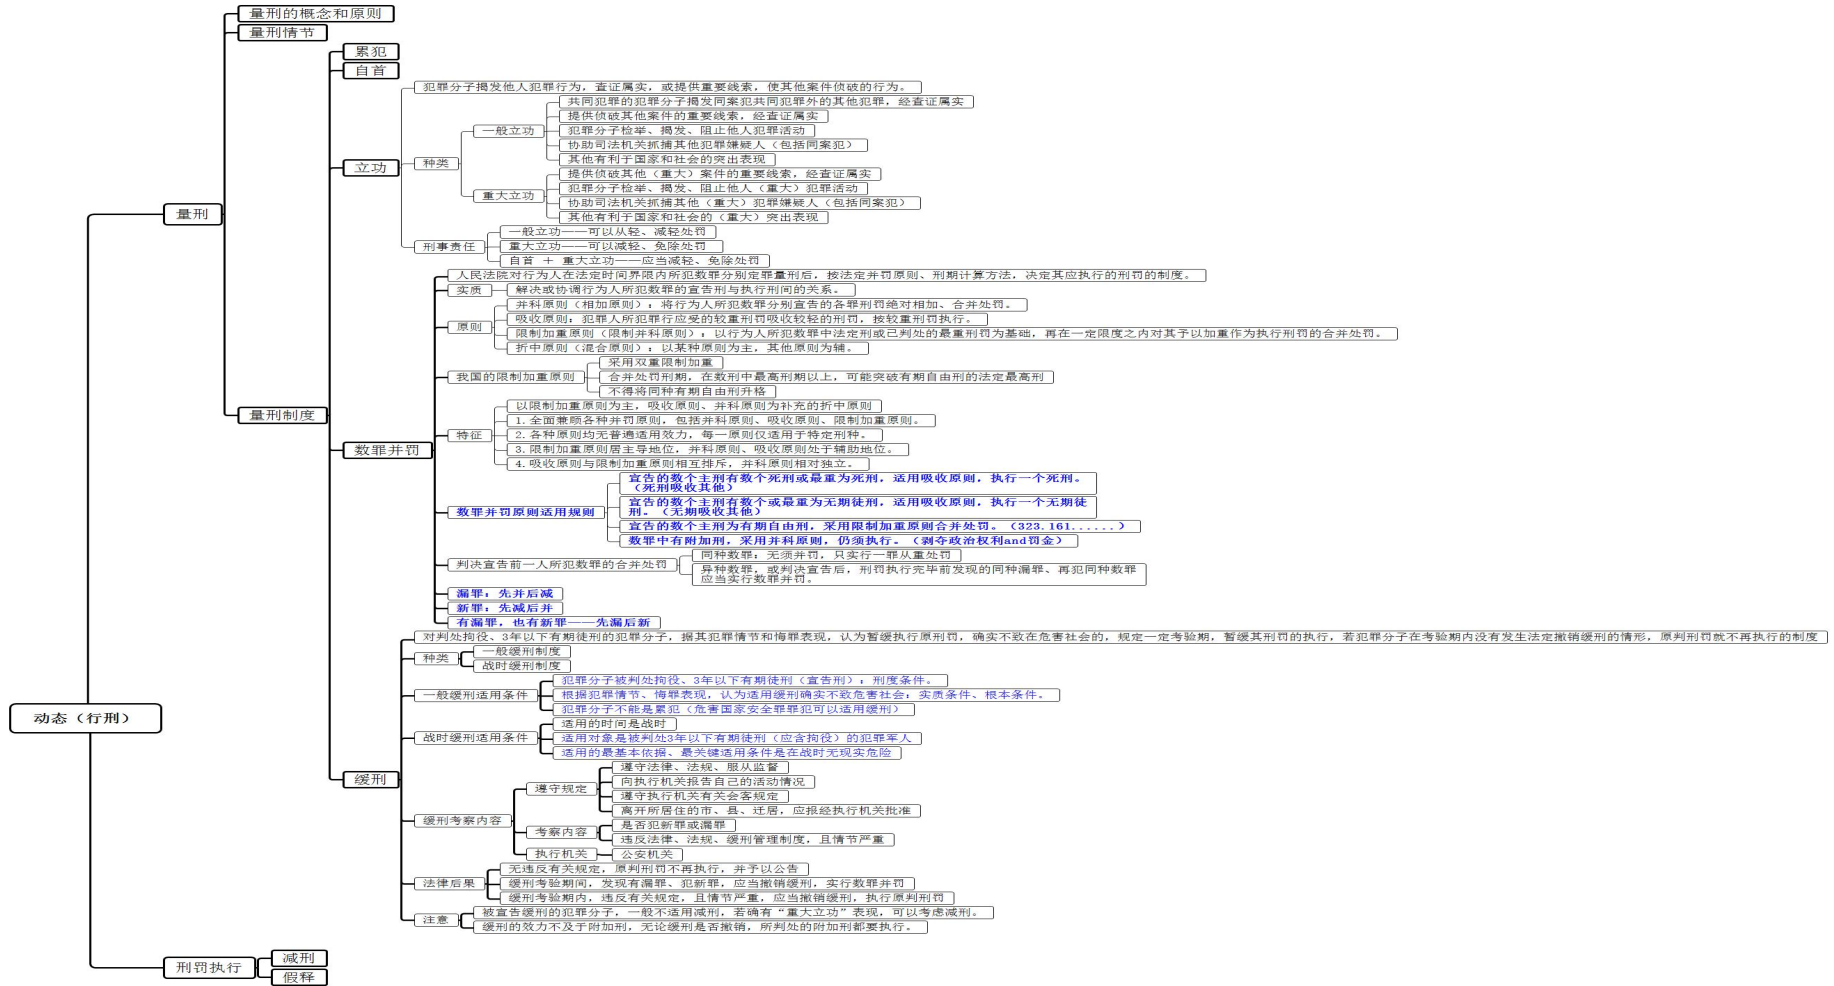 量刑的概念和原则
量刑情节
累犯
自首
犯罪分子揭发他人犯罪行为，查证属实，或提供重要线索，使其他案件侦破的行为。
共同犯罪的犯罪分子揭发同案犯共同犯罪外的其他犯罪，经查证属实
提供侦破其他案件的重要线索，经查证属实
一般立功
犯罪分子检举、揭发、阻止他人犯罪活动
协助司法机关抓捕其他犯罪嫌疑人（包括同案犯）
其他有利于国家和社会的突出表现
种类
立功
提供侦破其他（重大）案件的重要线索，经查证属实
犯罪分子检举、揭发、阻止他人（重大）犯罪活动
重大立功
协助司法机关抓捕其他（重大）犯罪嫌疑人（包括同案犯）
其他有利于国家和社会的（重大）突出表现
量刑
一般立功——可以从轻、减轻处罚
刑事责任
重大立功——可以减轻、免除处罚
自首 + 重大立功——应当减轻、免除处罚
人民法院对行为人在法定时间界限内所犯数罪分别定罪量刑后，按法定并罚原则、刑期计算方法，决定其应执行的刑罚的制度。
实质
解决或协调行为人所犯数罪的宣告刑与执行刑间的关系。
并科原则（相加原则）：将行为人所犯数罪分别宣告的各罪刑罚绝对相加、合并处罚。
吸收原则：犯罪人所犯罪行应受的较重刑罚吸收较轻的刑罚，按较重刑罚执行。
原则
限制加重原则（限制并科原则）：以行为人所犯数罪中法定刑或已判处的最重刑罚为基础，再在一定限度之内对其予以加重作为执行刑罚的合并处罚。
折中原则（混合原则）：以某种原则为主，其他原则为辅。
采用双重限制加重
我国的限制加重原则
合并处罚刑期，在数刑中最高刑期以上，可能突破有期自由刑的法定最高刑
不得将同种有期自由刑升格
以限制加重原则为主，吸收原则、并科原则为补充的折中原则
量刑制度
1.全面兼顾各种并罚原则，包括并科原则、吸收原则、限制加重原则。
特征
2.各种原则均无普遍适用效力，每一原则仅适用于特定刑种。
数罪并罚
3.限制加重原则居主导地位，并科原则、吸收原则处于辅助地位。
4.吸收原则与限制加重原则相互排斥，并科原则相对独立。
宣告的数个主刑有数个死刑或最重为死刑，适用吸收原则，执行一个死刑。
（死刑吸收其他）
宣告的数个主刑有数个或最重为无期徒刑，适用吸收原则，执行一个无期徒
刑。（无期吸收其他）
数罪并罚原则适用规则
宣告的数个主刑为有期自由刑，采用限制加重原则合并处罚。（323.161......）
数罪中有附加刑，采用并科原则，仍须执行。（剥夺政治权利and罚金）
同种数罪：无须并罚，只实行一罪从重处罚
判决宣告前一人所犯数罪的合并处罚
异种数罪，或判决宣告后，刑罚执行完毕前发现的同种漏罪、再犯同种数罪
应当实行数罪并罚。
漏罪：先并后减
新罪：先减后并
有漏罪，也有新罪——先漏后新
对判处拘役、3年以下有期徒刑的犯罪分子，据其犯罪情节和悔罪表现，认为暂缓执行原刑罚，确实不致在危害社会的，规定一定考验期，暂缓其刑罚的执行，若犯罪分子在考验期内没有发生法定撤销缓刑的情形，原判刑罚就不再执行的制度
种类
一般缓刑制度
战时缓刑制度
犯罪分子被判处拘役、3年以下有期徒刑（宣告刑）：刑度条件。
一般缓刑适用条件
根据犯罪情节、悔罪表现，认为适用缓刑确实不致危害社会：实质条件、根本条件。
犯罪分子不能是累犯（危害国家安全罪罪犯可以适用缓刑）
动态（行刑）
适用的时间是战时
战时缓刑适用条件
适用对象是被判处3年以下有期徒刑（应含拘役）的犯罪军人
适用的最基本依据、最关键适用条件是在战时无现实危险
缓刑
遵守法律、法规、服从监督
向执行机关报告自己的活动情况
遵守规定
遵守执行机关有关会客规定
离开所居住的市、县、迁居，应报经执行机关批准
缓刑考察内容
是否犯新罪或漏罪
考察内容
违反法律、法规、缓刑管理制度，且情节严重
执行机关
公安机关
无违反有关规定，原判刑罚不再执行，并予以公告
法律后果
缓刑考验期间，发现有漏罪、犯新罪，应当撤销缓刑，实行数罪并罚
缓刑考验期内，违反有关规定，且情节严重，应当撤销缓刑，执行原判刑罚
被宣告缓刑的犯罪分子，一般不适用减刑，若确有“重大立功”表现，可以考虑减刑。
注意
缓刑的效力不及于附加刑，无论缓刑是否撤销，所判处的附加刑都要执行。
减刑
刑罚执行
假释